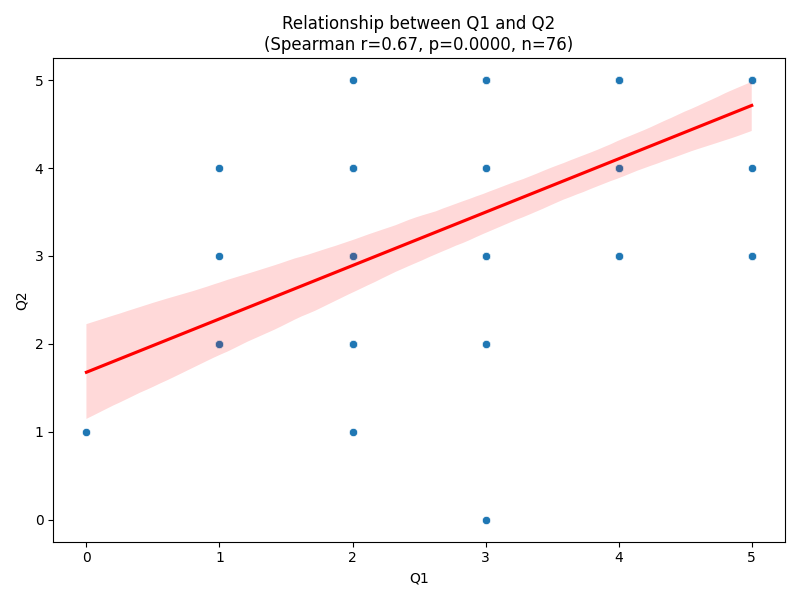 Relationship between Q1 and Q2
(Spearman r=0.67, p=0.0000, n=76)
Q2
5
4
3
2
1
0
0 1 2 3 4 5
Q1